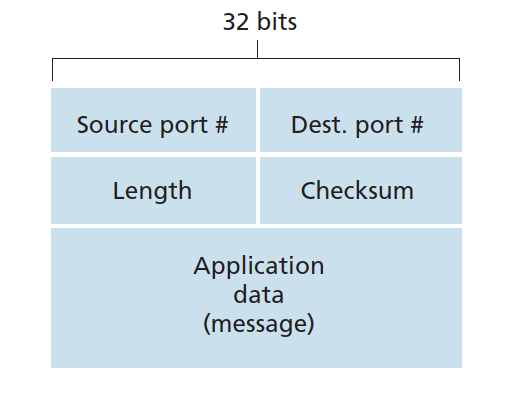 32 bits
Source port #
Dest. port #
Length
Checksum
Application
data
(message)